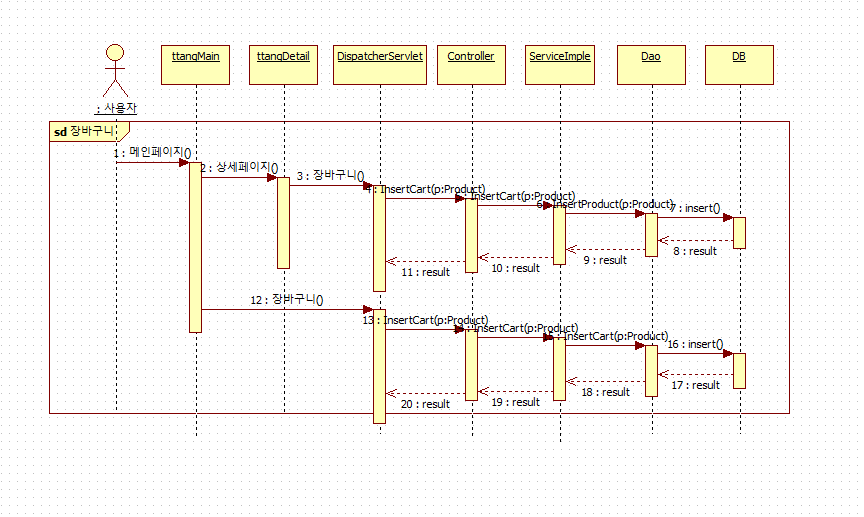 ttangMain
ttangDetail
DispatcherServlet
Controller
ServiceImple
Dao
DB
: 사용자
sd 장바구니
1 : 메인페이지()
2 : 상세페이지()
3 : 장바구니()
: InsertCart(p:Product)
: InsertCart(p:Product)
6 : InsertProduct(p:Product)
7 : insert()
8 : result
9 : result
10 : result
11 : result
12 : 장바구니()
13 : InsertCart(p:Product)
: InsertCart(p:Product)
: InsertCart(p:Product)
16 : insert()
17 : result
18 : result
19 : result
20 : result